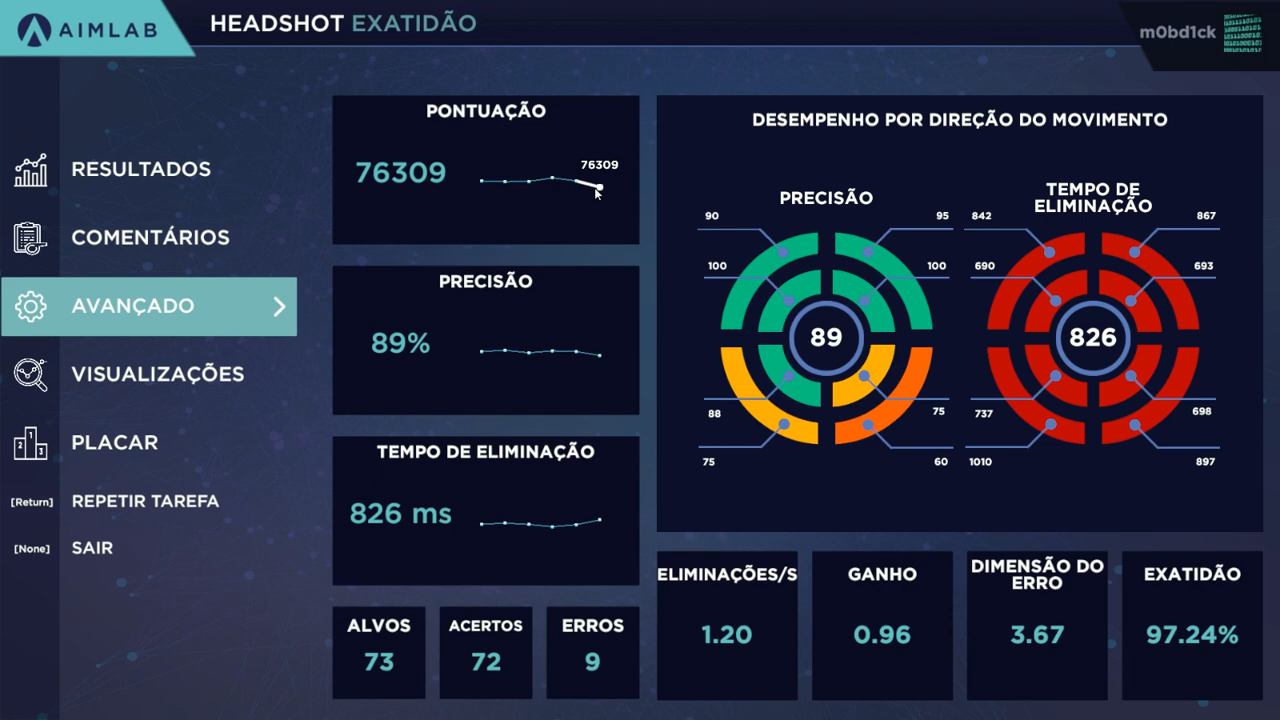 AIMLAB
HEADSHOT EXATIDÃO
m0bd1ck
RESULTADOS
COMENTÁRIOS
AVANÇADO
VISUALIZAÇÕES
PLACAR
[Return] REPETIR TAREFA
[None] SAIR
PONTUAÇÃO
76309
76309
PRECISÃO
89%
TEMPO DE ELIMINAÇÃO
826 ms
ALVOS
73
ACERTOS
72
ERROS
9
DESEMPENHO POR DIREÇÃO DO MOVIMENTO
PRECISÃO
90
95
100
100
89
88
75
75
60
TEMPO DE
ELIMINAÇÃO
842
867
690
693
826
737
698
1010
897
ELIMINAÇÕES/S
1.20
GANHO
0.96
DIMENSÃO DO
ERRO
3.67
EXATIDÃO
97.24%